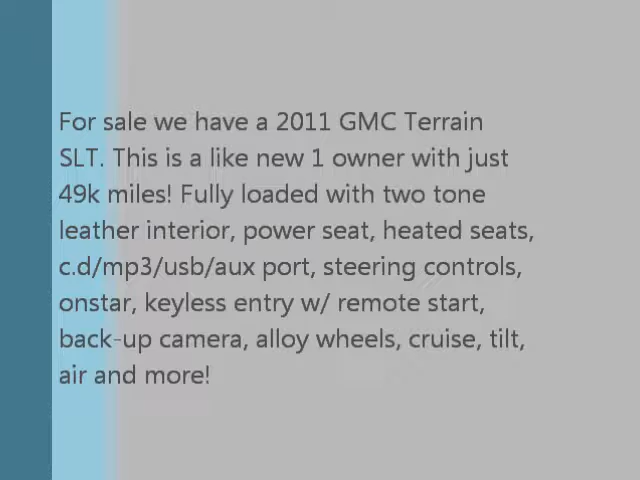 For sale we have a 2011 GMC Terrain
SLT. This is a like new 1 owner with just
49k miles! Fully loaded with two tone
leather interior, power seat, heated seats,
c.d/mp3/usb/aux port, steering controls,
onstar, keyless entry w/ remote start,
back-up camera, alloy wheels, cruise, tilt,
air and more!